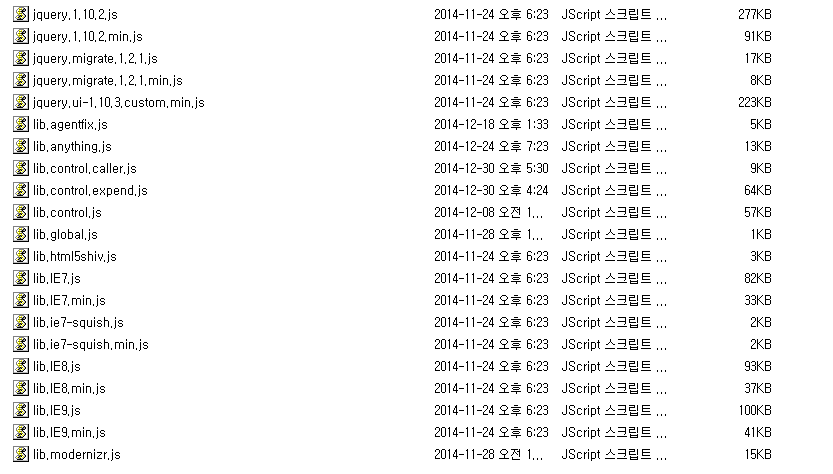 jquery.1.10.2.js 2014-11-24 오후 6:23 JScript 스크립트 ... 277KB
jquery.1.10.2.min.js 2014-11-24 오후 6:23 JScript 스크립트 ... 91KB
jquery.migrate.1.2.1.js 2014-11-24 오후 6:23 JScript 스크립트 ... 17KB
jquery.migrate.1.2.1.min.js 2014-11-24 오후 6:23 JScript 스크립트 ... 8KB
jquery.ui-1.10.3.custom.min.js 2014-11-24 오후 6:23 JScript 스크립트 ... 223KB
lib.agentfix.js 2014-12-18 오후 1:33 JScript 스크립트 ... 5KB
lib.anything.js 2014-12-24 오후 7:23 JScript 스크립트 ... 13KB
lib.control.caller.js 2014-12-30 오후 5:30 JScript 스크립트 ... 9KB
lib.control.expend.js 2014-12-30 오후 4:24 JScript 스크립트 ... 64KB
lib.control.js 2014-12-08 오전 1... JScript 스크립트 ... 57KB
lib.global.js 2014-11-28 오후 1... JScript 스크립트 ... 1KB
lib.html5shiv.js 2014-11-24 오후 6:23 JScript 스크립트 ... 3KB
lib.IE7.js 2014-11-24 오후 6:23 JScript 스크립트 ... 82KB
lib.IE7.min.js 2014-11-24 오후 6:23 JScript 스크립트 ... 33KB
lib.ie7-squish.js 2014-11-24 오후 6:23 JScript 스크립트 ... 2KB
lib.ie7-squish.min.js 2014-11-24 오후 6:23 JScript 스크립트 ... 2KB
lib.IE8.js 2014-11-24 오후 6:23 JScript 스크립트 ... 93KB
lib.IE8.min.js 2014-11-24 오후 6:23 JScript 스크립트 ... 37KB
lib.IE9.js 2014-11-24 오후 6:23 JScript 스크립트 ... 100KB
lib.IE9.min.js 2014-11-24 오후 6:23 JScript 스크립트 ... 41KB
lib.modernizr.js 2014-11-28 오전 1... JScript 스크립트 ... 15KB